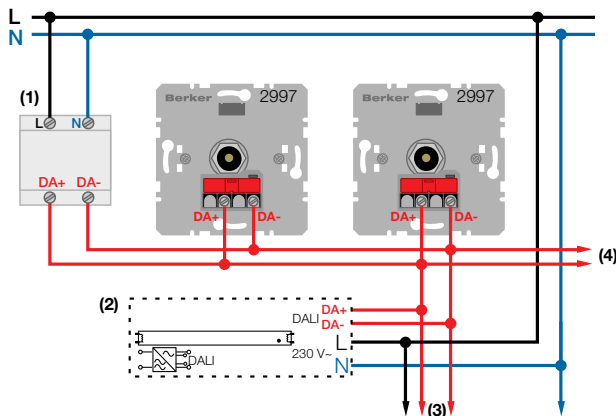 L
N
(1)
L N
DA+ DA-
Berker 2997
DA+ DA-
Berker 2997
DA+ DA-
(4)
(2)
DALI
DALI DA+
DA-
230 V~ L
N
(3)